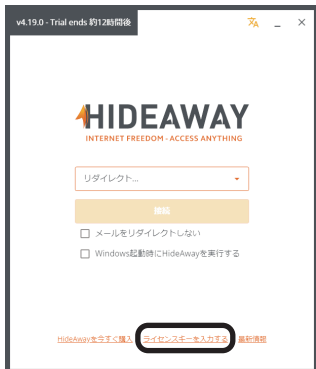 v4.19.0 - Trial ends 約12時間後
HIDEAWAY
INTERNET FREEDOM - ACCESS ANYTHING
リダイレクト...
接続
メールをリダイレクトしない
Windows起動時にHideAwayを実行する
HideAwayを今すぐ購入 ライセンスキーを入力する 最新情報